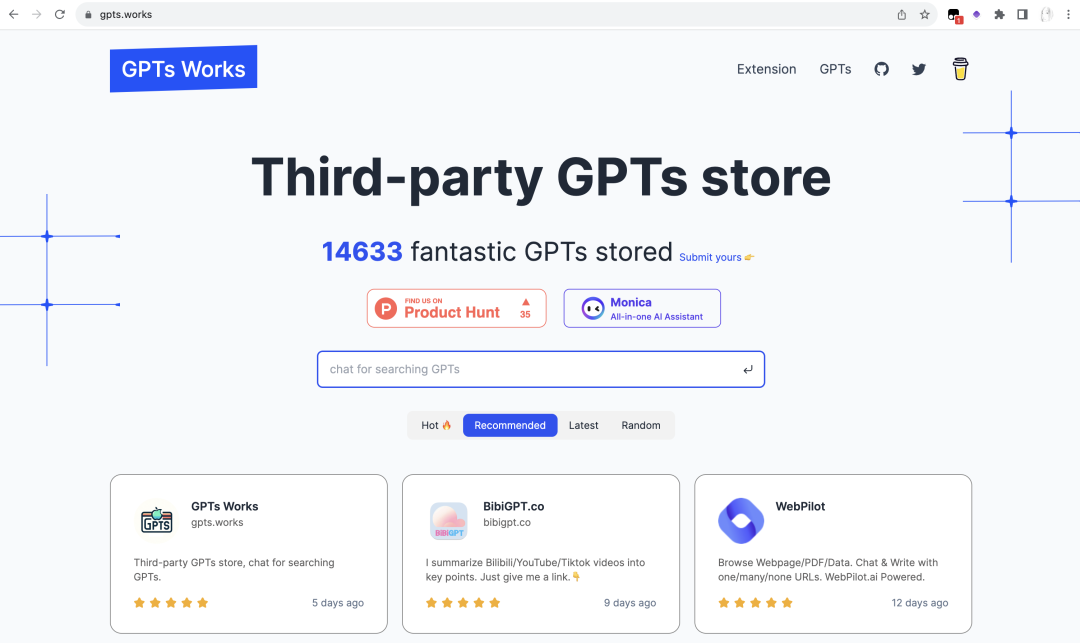 gpts.works
1
GPTs Works
Extension GPTs
Third-party GPTs store
14633 fantastic GPTs stored Submit yours 👉
P FIND US ON
Product Hunt
▲ 35
Monica
All-in-one AI Assistant
chat for searching GPTs
Hot 🔥 Recommended Latest Random
GPTS
GPTs Works
gpts.works
Third-party GPTs store, chat for searching
GPTs.
5 days ago
BIBIGPT
BibiGPT.co
bibigpt.co
I summarize Bilibili/YouTube/Tiktok videos into
key points. Just give me a link.👇
9 days ago
WebPilot
Browse Webpage/PDF/Data. Chat & Write with
one/many/none URLs. WebPilot.ai Powered.
12 days ago